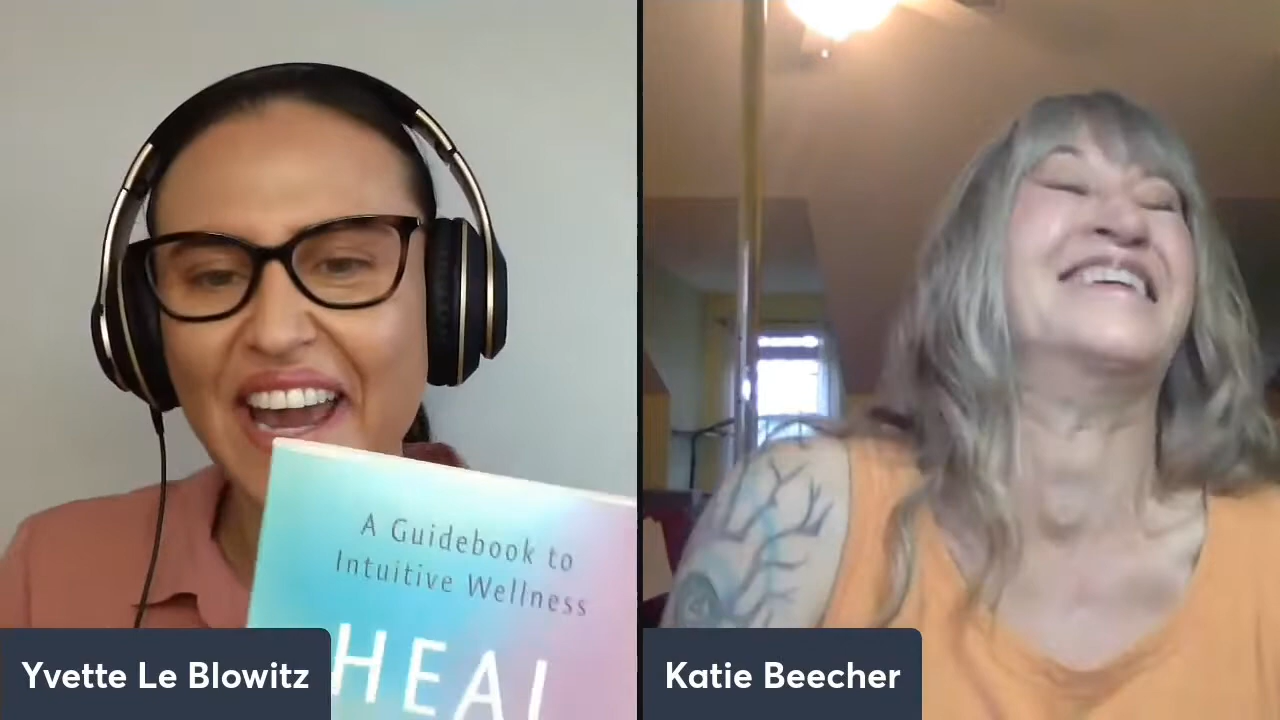 A Guidebook to
Intuitive Wellness
HEAL
Yvette Le Blowitz
Katie Beecher